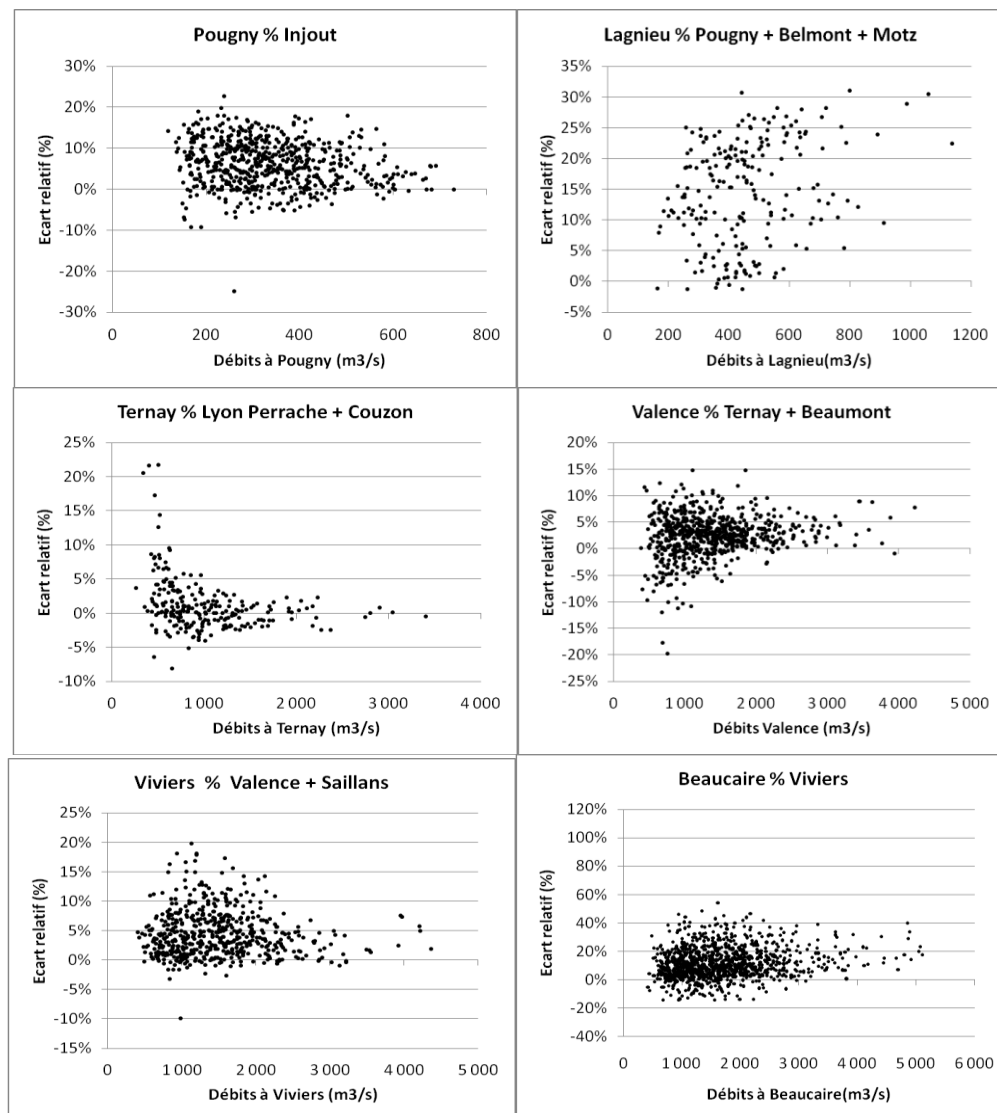 Pougny % Injout
30%
20%
10%
0%
-10%
-20%
-30%
0 200 400 600 800
Ecart relatif (%)
Débits à Pougny (m3/s)
Lagnieu % Pougny + Belmont + Motz
35%
30%
25%
20%
15%
10%
5%
0%
-5%
0 200 400 600 800 1000 1200
Ecart relatif (%)
Débits à Lagnieu(m3/s)
Ternay % Lyon Perrache + Couzon
25%
20%
15%
10%
5%
0%
-5%
-10%
0 1 000 2 000 3 000 4 000
Ecart relatif (%)
Débits à Ternay (m3/s)
Valence % Ternay + Beaumont
20%
15%
10%
5%
0%
-5%
-10%
-15%
-20%
-25%
0 1 000 2 000 3 000 4 000 5 000
Ecart relatif (%)
Débits Valence (m3/s)
Viviers % Valence + Saillans
25%
20%
15%
10%
5%
0%
-5%
-10%
-15%
0 1 000 2 000 3 000 4 000 5 000
Ecart relatif (%)
Débits à Viviers (m3/s)
Beaucaire % Viviers
120%
100%
80%
60%
40%
20%
0%
-20%
-40%
0 1 000 2 000 3 000 4 000 5 000 6 000
Ecart relatif (%)
Débits à Beaucaire(m3/s)